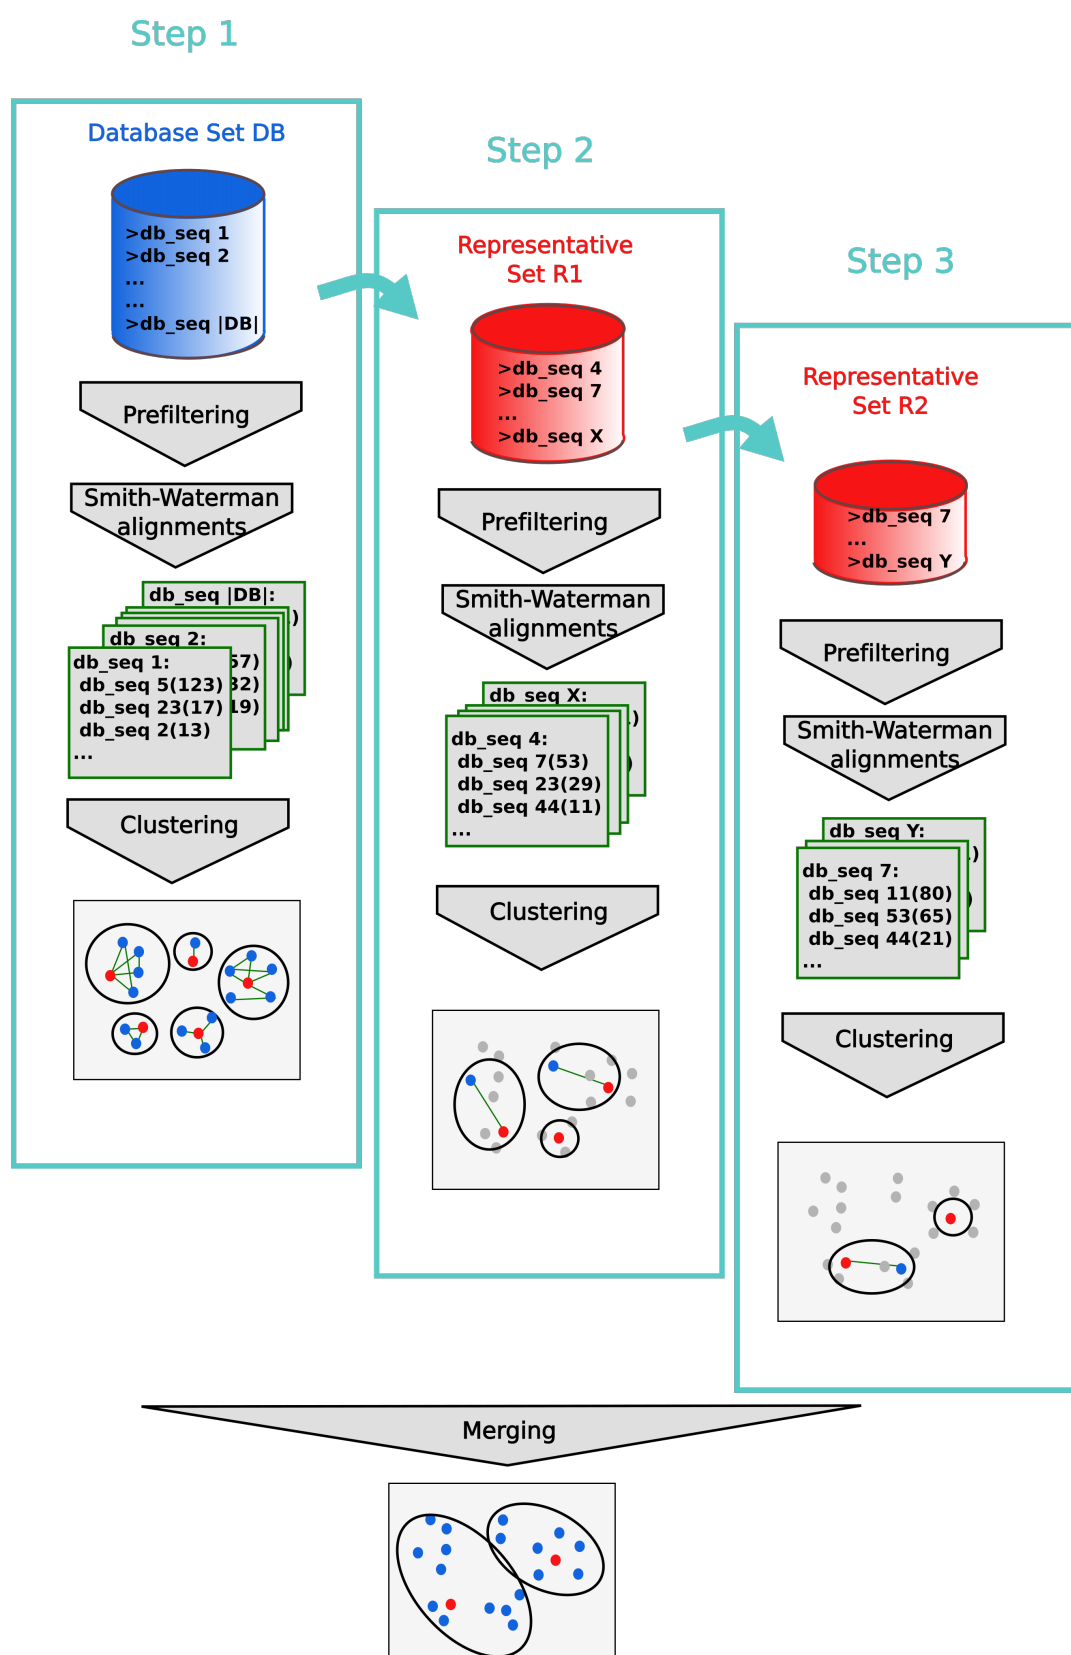 Step 1
Database Set DB
>db_seq 1
>db_seq 2
...
...
>db_seq |DB|
Prefiltering
Smith-Waterman
alignments
db_seq |DB|:
)
db_seq 2:
57)
32)
19)
)
db_seq 1:
db_seq 5(123)
db_seq 23(17)
db_seq 2(13)
...
Clustering
Step 2
Representative
Set R1
>db_seq 4
>db_seq 7
...
>db_seq X
Prefiltering
Smith-Waterman
alignments
db_seq X:
)
)
db_seq 4:
db_seq 7(53)
db_seq 23(29)
db_seq 44(11)
...
Clustering
Step 3
Representative
Set R2
>db_seq 7
...
>db_seq Y
Prefiltering
Smith-Waterman
alignments
db_seq Y:
)
)
db_seq 7:
db_seq 11(80)
db_seq 53(65)
db_seq 44(21)
...
Clustering
Merging